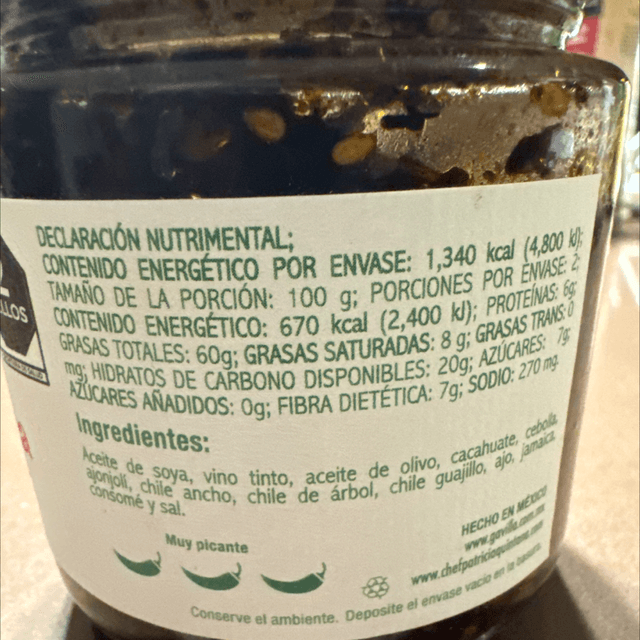 DECLARACIÓN NUTRIMENTAL;
CONTENIDO ENERGÉTICO POR ENVASE: 1,340 kcal (4,800 kJ);
TAMAÑO DE LA PORCIÓN: 100 g; PORCIONES POR ENVASE: 2;
CONTENIDO ENERGÉTICO: 670 kcal (2,400 kJ); PROTEÍNAS: 6g;
GRASAS TOTALES: 60g; GRASAS SATURADAS: 8 g; GRASAS TRANS: 0
mg; HIDRATOS DE CARBONO DISPONIBLES: 20g; AZÚCARES: 7g;
AZÚCARES AÑADIDOS: 0g; FIBRA DIETÉTICA: 7g; SODIO: 270 mg.
Ingredientes:
Aceite de soya, vino tinto, aceite de olivo, cacahuate, cebolla,
ajonjolí, chile ancho, chile de árbol, chile guajillo, ajo, jamaica,
consomé y sal.
Muy picante
HECHO EN MÉXICO
Conserve el ambiente. Deposite el envase vacío en la basura.